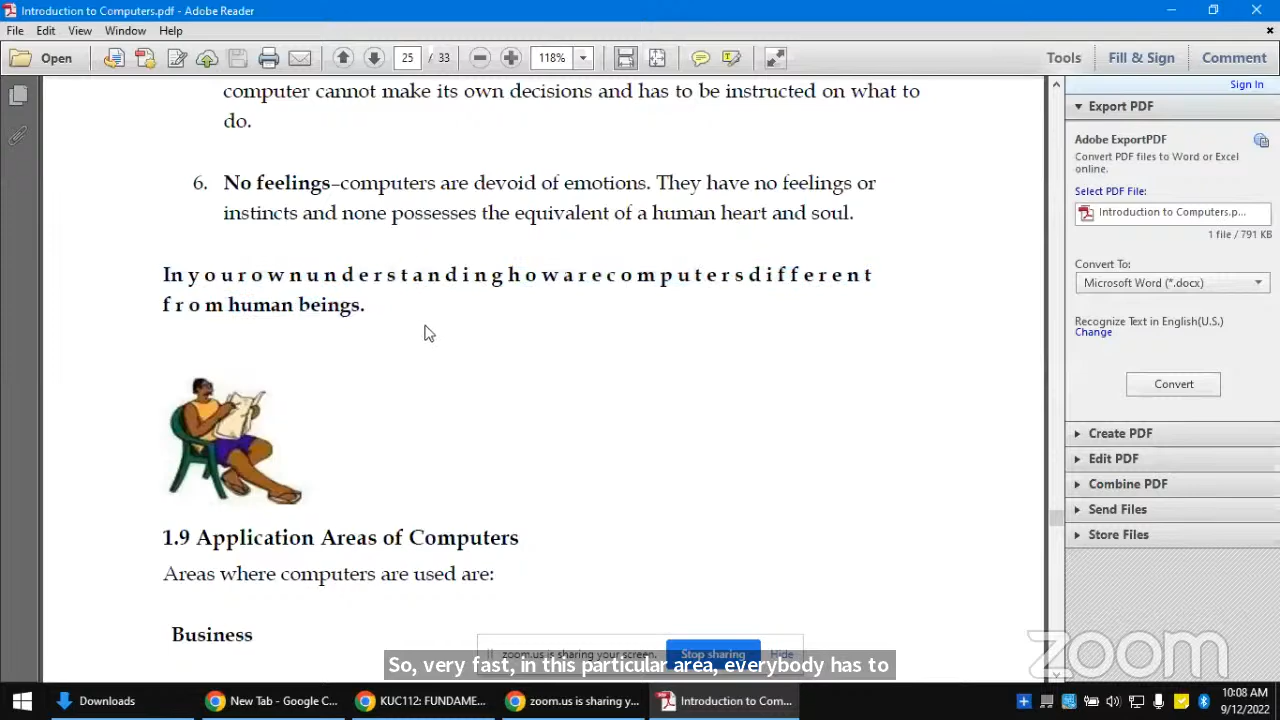 Introduction to Computers.pdf - Adobe Reader
File Edit View Window Help
Open 25 / 33 118% Tools Fill & Sign Comment
computer cannot make its own decisions and has to be instructed on what to
do.
6. No feelings–computers are devoid of emotions. They have no feelings or
instincts and none possesses the equivalent of a human heart and soul.
In y o u r o w n u n d e r s t a n d i n g h o w a r e c o m p u t e r s d i f f e r e n t
f r o m human beings.
1.9 Application Areas of Computers
Areas where computers are used are:
Business
Sign In
Export PDF
Adobe ExportPDF
Convert PDF files to Word or Excel
online.
Select PDF File:
Introduction to Computers.p...
1 file / 791 KB
Convert To:
Microsoft Word (*.docx)
Recognize Text in English(U.S.)
Change
Convert
Create PDF
Edit PDF
Combine PDF
Send Files
Store Files
zoom.us is sharing your screen. Stop sharing Hide
So, very fast, in this particular area, everybody has to
zoom
Downloads New Tab - Google C... KUC112: FUNDAME... zoom.us is sharing y... Introduction to Com...
10:08 AM
9/12/2022